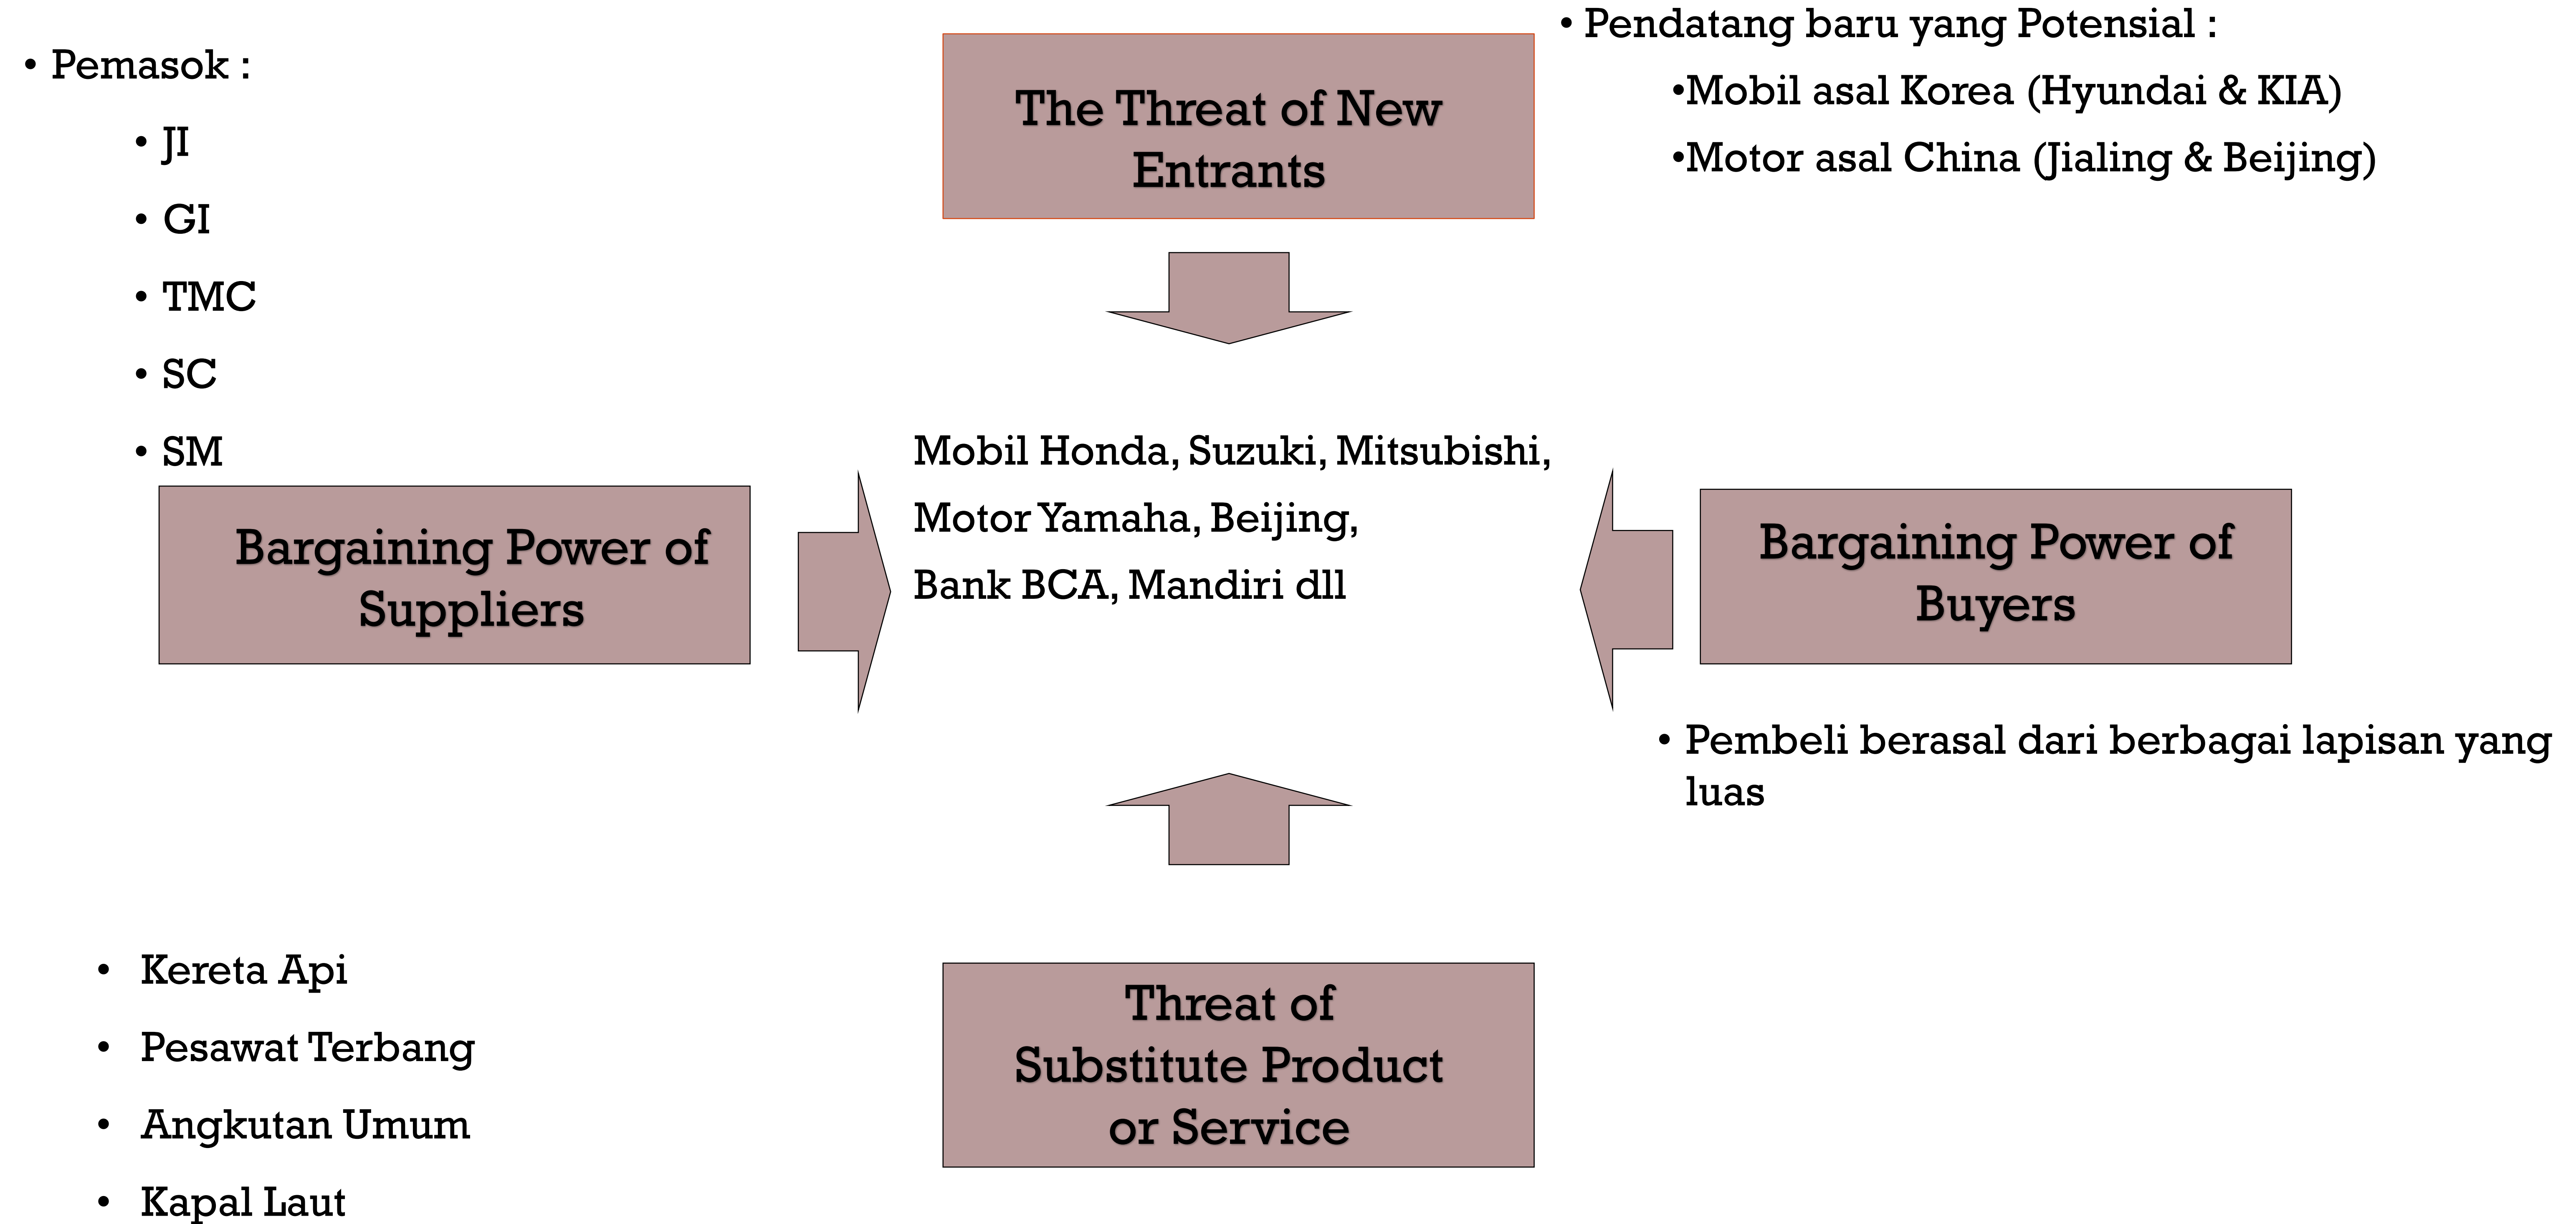 • Pemasok :
• JI
• GI
• TMC
• SC
• SM
The Threat of New
Entrants
• Pendatang baru yang Potensial :
•Mobil asal Korea (Hyundai & KIA)
•Motor asal China (Jialing & Beijing)
Bargaining Power of
Suppliers
Mobil Honda, Suzuki, Mitsubishi,
Motor Yamaha, Beijing,
Bank BCA, Mandiri dll
Bargaining Power of
Buyers
• Pembeli berasal dari berbagai lapisan yang
luas
• Kereta Api
• Pesawat Terbang
• Angkutan Umum
• Kapal Laut
Threat of
Substitute Product
or Service